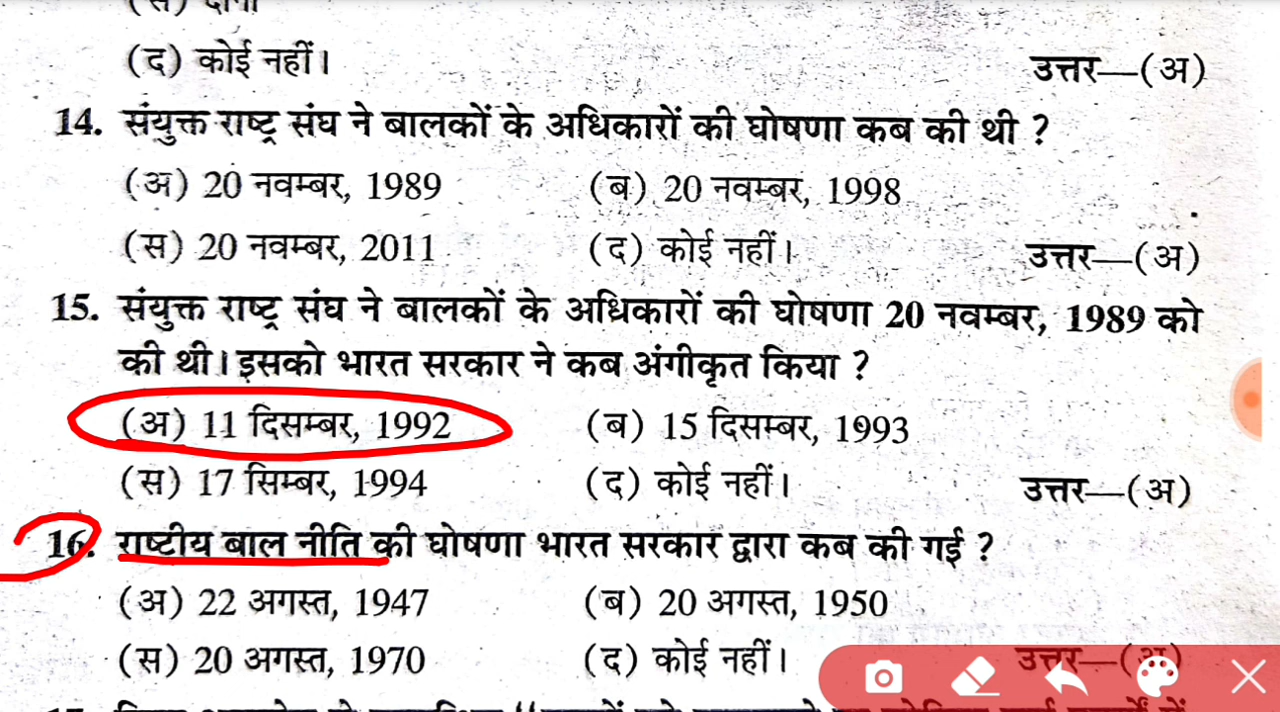 (द) कोई नहीं। उत्तर—(अ)
14. संयुक्त राष्ट्र संघ ने बालकों के अधिकारों की घोषणा कब की थी ?
(अ) 20 नवम्बर, 1989 (ब) 20 नवम्बर, 1998
(स) 20 नवम्बर, 2011 (द) कोई नहीं। उत्तर—(अ)
15. संयुक्त राष्ट्र संघ ने बालकों के अधिकारों की घोषणा 20 नवम्बर, 1989 को
की थी। इसको भारत सरकार ने कब अंगीकृत किया ?
(अ) 11 दिसम्बर, 1992 (ब) 15 दिसम्बर, 1993
(स) 17 सिम्बर, 1994 (द) कोई नहीं। उत्तर—(अ)
16. राष्टीय बाल नीति की घोषणा भारत सरकार द्वारा कब की गई ?
(अ) 22 अगस्त, 1947 (ब) 20 अगस्त, 1950
(स) 20 अगस्त, 1970 (द) कोई नहीं। उत्तर—(अ)